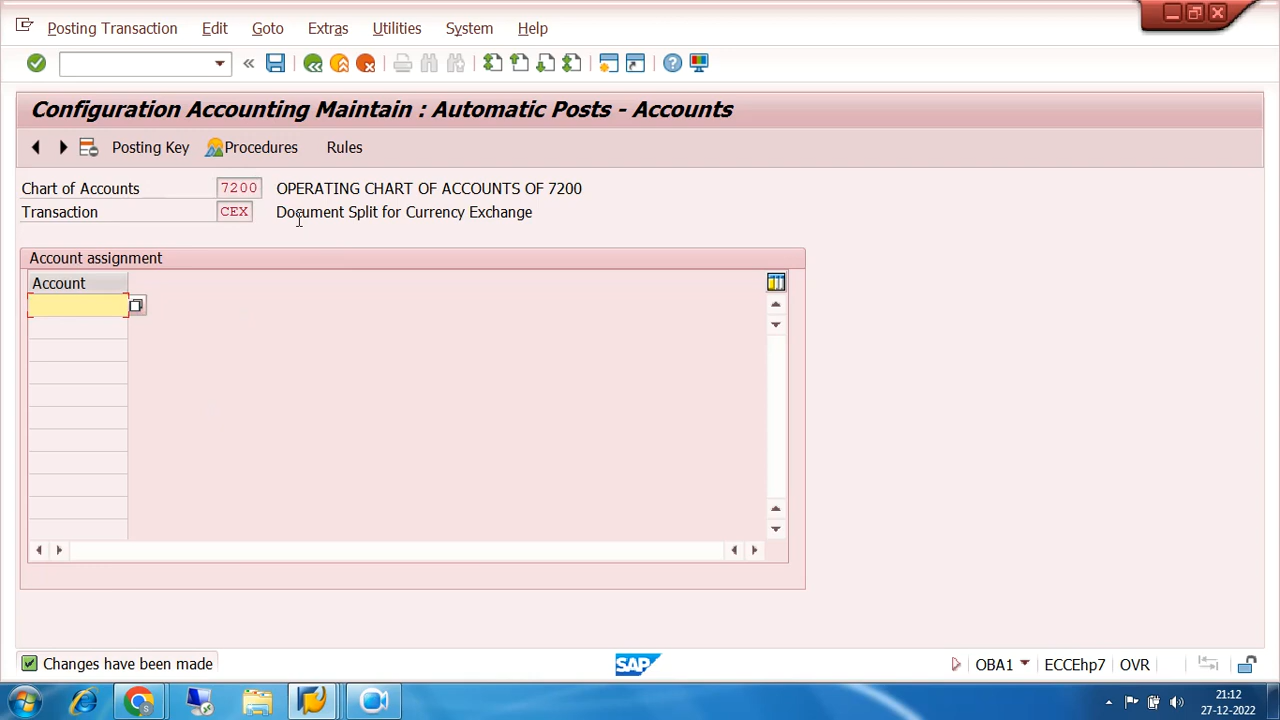 Posting Transaction Edit Goto Extras Utilities System Help
Configuration Accounting Maintain : Automatic Posts - Accounts
Posting Key Procedures Rules
Chart of Accounts 7200 OPERATING CHART OF ACCOUNTS OF 7200
Transaction CEX Document Split for Currency Exchange
Account assignment
Account
Changes have been made SAP OBA1 ECCEhp7 OVR
21:12
27-12-2022